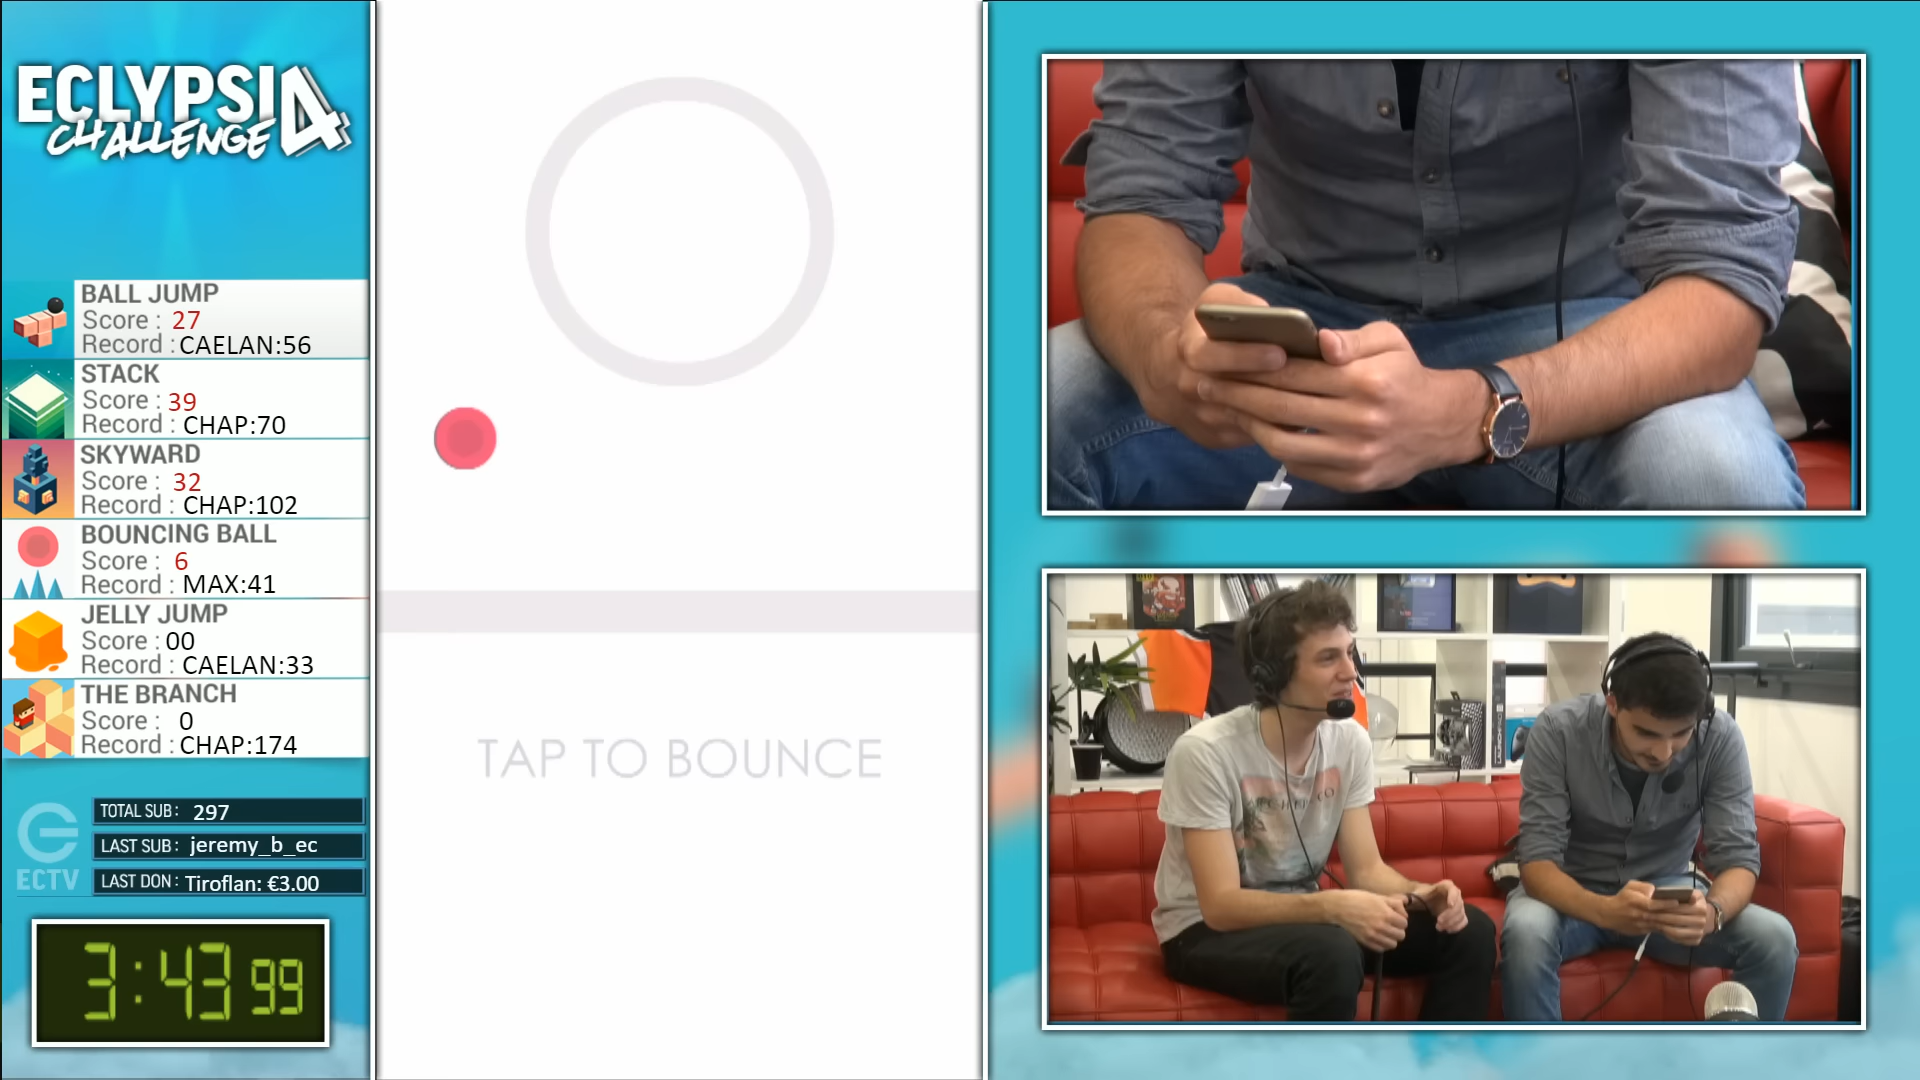 ECLYPSIA
CHALLENGE 4
BALL JUMP
Score : 27
Record : CAELAN:56
STACK
Score : 39
Record : CHAP:70
SKYWARD
Score : 32
Record : CHAP:102
BOUNCING BALL
Score : 6
Record : MAX:41
JELLY JUMP
Score : 00
Record : CAELAN:33
THE BRANCH
Score : 0
Record : CHAP:174
TOTAL SUB : 297
LAST SUB : jeremy_b_ec
LAST DON : Tiroflan: €3.00
ECTV
3:43 99
TAP TO BOUNCE